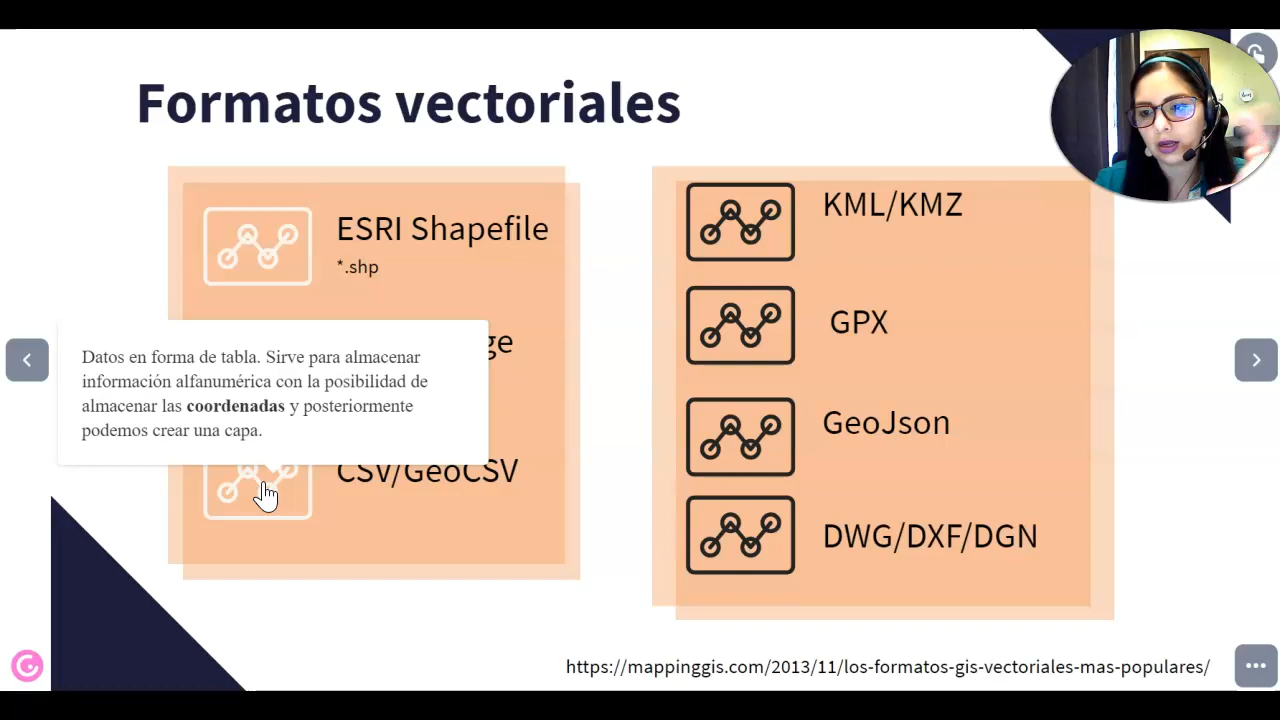 Formatos vectoriales
ESRI Shapefile
*.shp
Datos en forma de tabla. Sirve para almacenar
información alfanumérica con la posibilidad de
almacenar las coordenadas y posteriormente
podemos crear una capa.
CSV/GeoCSV
KML/KMZ
GPX
GeoJson
DWG/DXF/DGN
https://mappinggis.com/2013/11/los-formatos-gis-vectoriales-mas-populares/